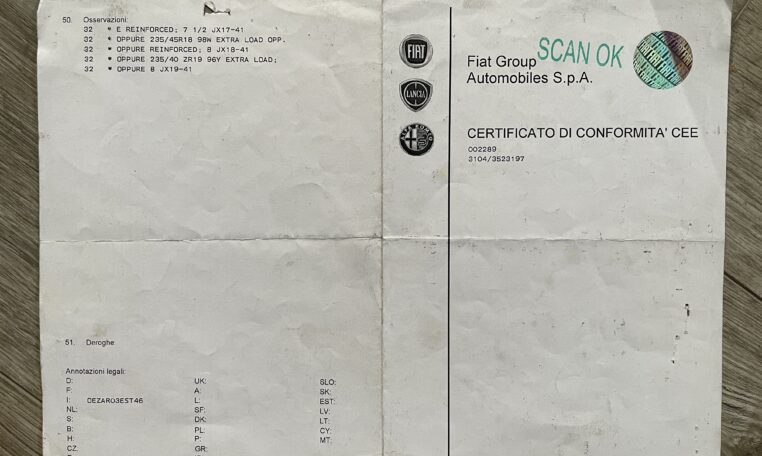 50. Osservazioni:
32 * E REINFORCED; 7 1/2 JX17-41
32 * OPPURE 235/45R18 98W EXTRA LOAD OPP.
32 * OPPURE REINFORCED; 8 JX18-41
32 * OPPURE 235/40 ZR19 96Y EXTRA LOAD;
32 * OPPURE 8 JX19-41
51. Deroghe:
Annotazioni legali:
D: UK: SLO:
F: A: SK:
I: OEZAR03EST46 L: EST:
NL: SF: LV:
S: DK: LT:
B: PL: CY:
H: P: MT:
CZ: GR:
FIAT
LANCIA
ALFA ROMEO
Fiat Group
Automobiles S.p.A.
SCAN OK
CERTIFICATO DI CONFORMITA' CEE
002289
3104/3523197